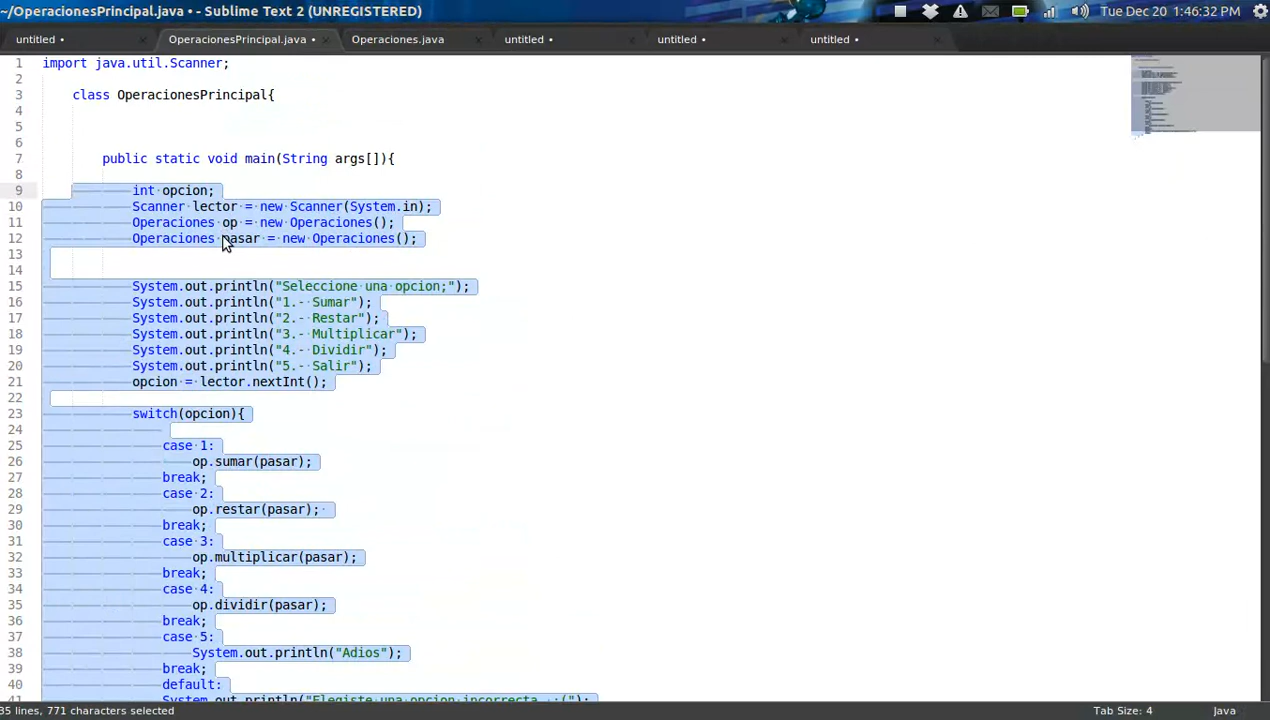 ~/OperacionesPrincipal.java • - Sublime Text 2 (UNREGISTERED)
Tue Dec 20 1:46:32 PM
untitled •
OperacionesPrincipal.java •
Operaciones.java
untitled •
untitled •
untitled •
1 import java.util.Scanner;
2
3 class OperacionesPrincipal{
4
5
6
7 public static void main(String args[]){
8
9 int opcion;
10 Scanner lector = new Scanner(System.in);
11 Operaciones op = new Operaciones();
12 Operaciones pasar = new Operaciones();
13
14
15 System.out.println("Seleccione una opcion;");
16 System.out.println("1.- Sumar");
17 System.out.println("2.- Restar");
18 System.out.println("3.- Multiplicar");
19 System.out.println("4.- Dividir");
20 System.out.println("5.- Salir");
21 opcion = lector.nextInt();
22
23 switch(opcion){
24
25 case 1:
26 op.sumar(pasar);
27 break;
28 case 2:
29 op.restar(pasar);
30 break;
31 case 3:
32 op.multiplicar(pasar);
33 break;
34 case 4:
35 op.dividir(pasar);
36 break;
37 case 5:
38 System.out.println("Adios");
39 break;
40 default:
41 System.out.println("Elegiste una opcion incorrecta :(");
35 lines, 771 characters selected
Tab Size: 4
Java